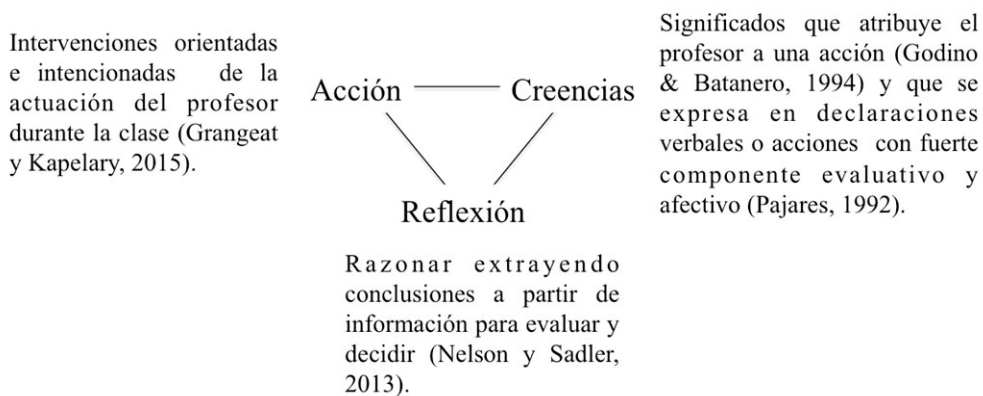 Intervenciones orientadas
e intencionadas de la
actuación del profesor
durante la clase (Grangeat
y Kapelary, 2015).
Acción
Creencias
Significados que atribuye el
profesor a una acción (Godino
& Batanero, 1994) y que se
expresa en declaraciones
verbales o acciones con fuerte
componente evaluativo y
afectivo (Pajares, 1992).
Reflexión
Razonar extrayendo
conclusiones a partir de
información para evaluar y
decidir (Nelson y Sadler,
2013).